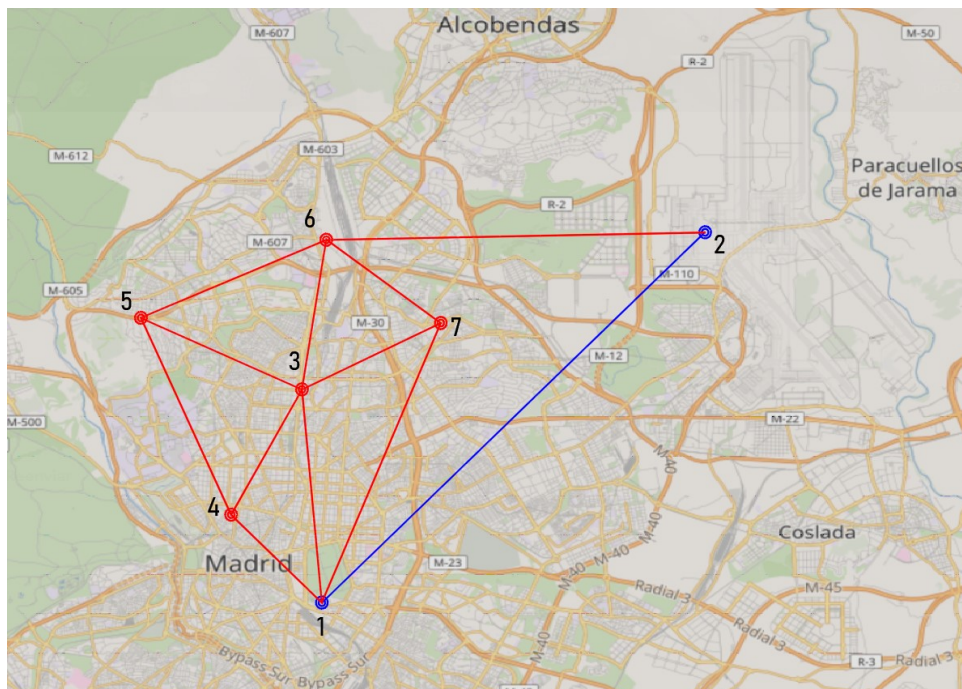 Alcobendas
M-607
M-50
R-2
M-603
M-612
Paracuellos
de Jarama
R-2
6
M-607
2
M-110
M-605
5
7
M-30
3
M-12
M-500
M-22
M-40
4
M-40
Coslada
Madrid
M-23
M-40
M-40
Radial 3
M-45
1
Radial 3
Bypass Sur
Bypass Sur
R-3
Radial 3